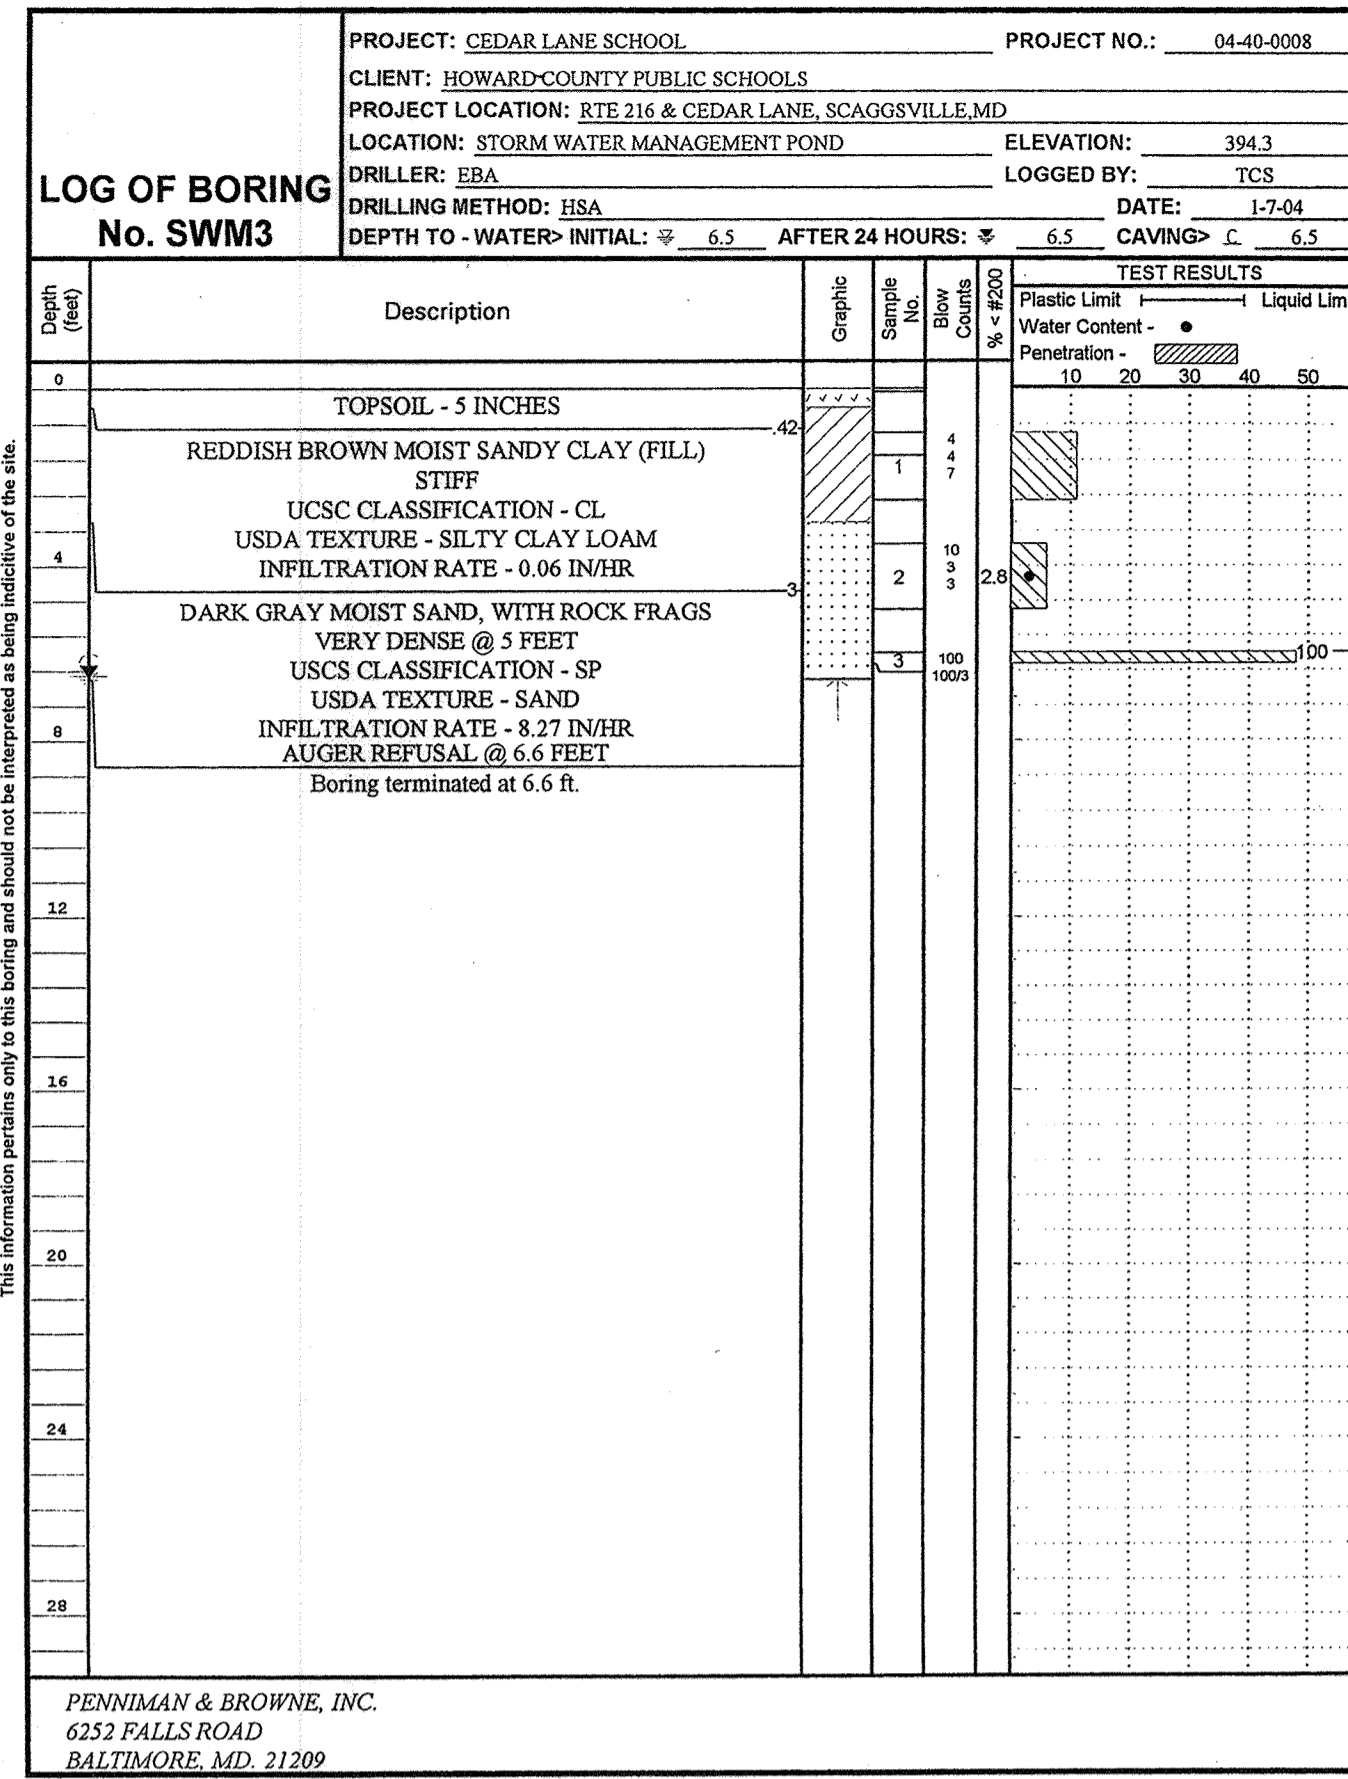 LOG OF BORING
No. SWM3
PROJECT: CEDAR LANE SCHOOL PROJECT NO.: 04-40-0008
CLIENT: HOWARD COUNTY PUBLIC SCHOOLS
PROJECT LOCATION: RTE 216 & CEDAR LANE, SCAGGSVILLE,MD
LOCATION: STORM WATER MANAGEMENT POND ELEVATION: 394.3
DRILLER: EBA LOGGED BY: TCS
DRILLING METHOD: HSA DATE: 1-7-04
DEPTH TO - WATER> INITIAL: 6.5 AFTER 24 HOURS: 6.5 CAVING> C 6.5
Depth (feet)
Description
Graphic
Sample No.
Blow Counts
% < #200
TEST RESULTS
Plastic Limit Liquid Lim
Water Content -
Penetration -
10 20 30 40 50
0
TOPSOIL - 5 INCHES
.42
REDDISH BROWN MOIST SANDY CLAY (FILL)
STIFF
UCSC CLASSIFICATION - CL
USDA TEXTURE - SILTY CLAY LOAM
INFILTRATION RATE - 0.06 IN/HR
3
1
4
4
7
4
DARK GRAY MOIST SAND, WITH ROCK FRAGS
VERY DENSE @ 5 FEET
USCS CLASSIFICATION - SP
USDA TEXTURE - SAND
INFILTRATION RATE - 8.27 IN/HR
AUGER REFUSAL @ 6.6 FEET
Boring terminated at 6.6 ft.
2
10
3
3
2.8
3
100
100/3
100
8
12
16
20
24
28
This information pertains only to this boring and should not be interpreted as being indicitive of the site.
PENNIMAN & BROWNE, INC.
6252 FALLS ROAD
BALTIMORE, MD. 21209